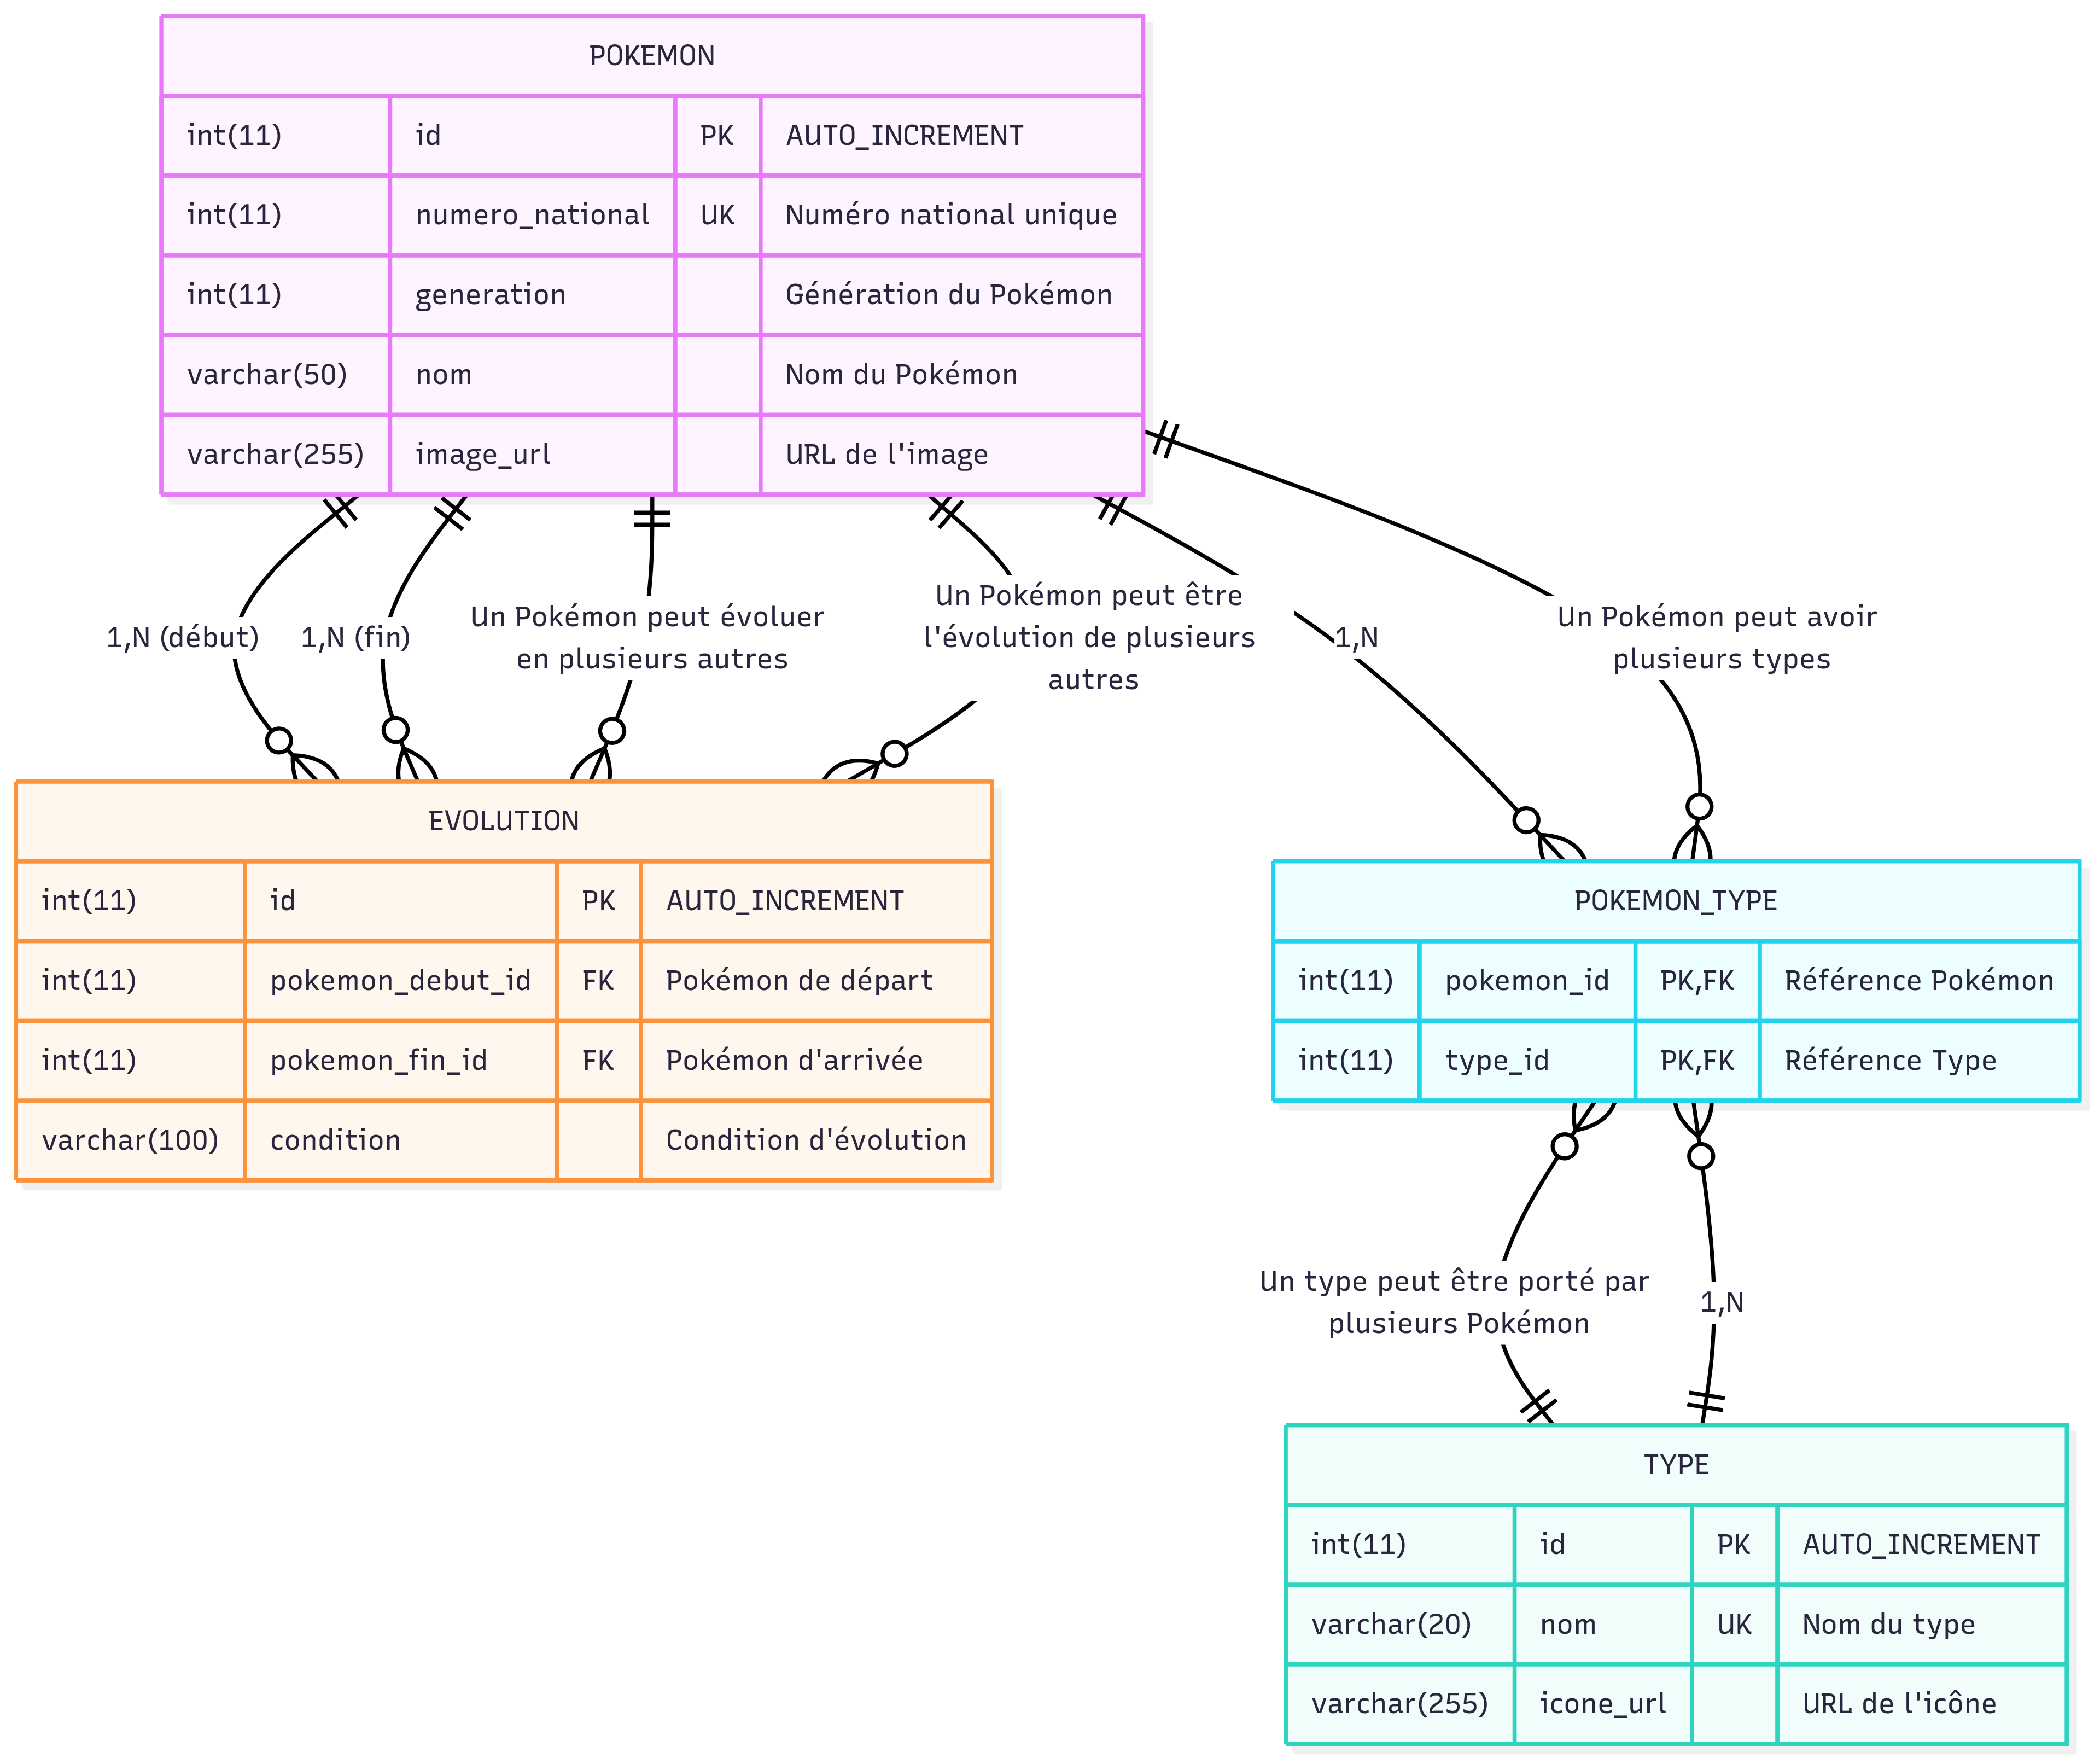 POKEMON
int(11) id PK AUTO_INCREMENT
int(11) numero_national UK Numéro national unique
int(11) generation Génération du Pokémon
varchar(50) nom Nom du Pokémon
varchar(255) image_url URL de l'image
1,N (début)
1,N (fin)
Un Pokémon peut évoluer
en plusieurs autres
Un Pokémon peut être
l'évolution de plusieurs
autres
1,N
Un Pokémon peut avoir
plusieurs types
EVOLUTION
int(11) id PK AUTO_INCREMENT
int(11) pokemon_debut_id FK Pokémon de départ
int(11) pokemon_fin_id FK Pokémon d'arrivée
varchar(100) condition Condition d'évolution
POKEMON_TYPE
int(11) pokemon_id PK,FK Référence Pokémon
int(11) type_id PK,FK Référence Type
Un type peut être porté par
plusieurs Pokémon
1,N
TYPE
int(11) id PK AUTO_INCREMENT
varchar(20) nom UK Nom du type
varchar(255) icone_url URL de l'icône